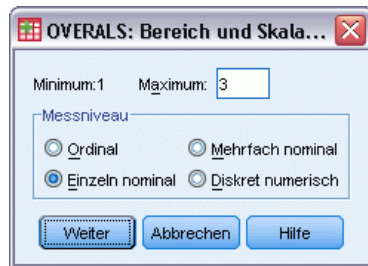 OVERALS: Bereich und Skala...
Minimum:1 Maximum: 3
Messniveau
Ordinal Mehrfach nominal
Einzeln nominal Diskret numerisch
Weiter Abbrechen Hilfe